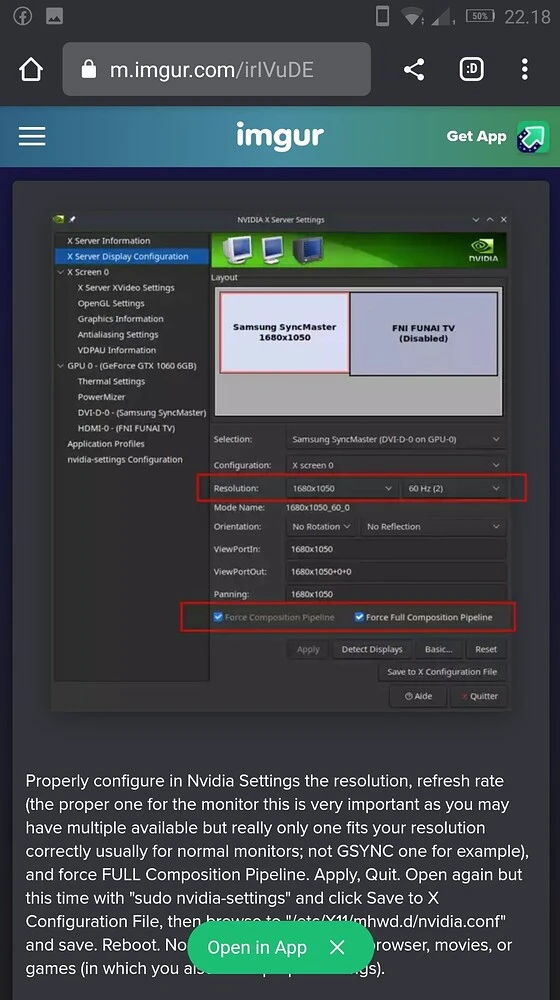 50% 22.18
m.imgur.com/irIVuDE :D
imgur Get App
NVIDIA X Server Settings
X Server Information
X Server Display Configuration
X Screen 0
X Server XVideo Settings
OpenGL Settings
Graphics Information
Antialiasing Settings
VDPAU Information
GPU 0 - (GeForce GTX 1060 6GB)
Thermal Settings
PowerMizer
DVI-D-0 - (Samsung SyncMaster)
HDMI-0 - (FNI FUNAI TV)
Application Profiles
nvidia-settings Configuration
NVIDIA
Layout
Samsung SyncMaster
1680x1050
FNI FUNAI TV
(Disabled)
Selection: Samsung SyncMaster (DVI-D-0 on GPU-0)
Configuration: X screen 0
Resolution: 1680x1050 60 Hz (2)
Mode Name: 1680x1050_60_0
Orientation: No Rotation No Reflection
ViewPortIn: 1680x1050
ViewPortOut: 1680x1050+0+0
Panning: 1680x1050
Force Composition Pipeline Force Full Composition Pipeline
Apply Detect Displays Basic... Reset
Save to X Configuration File
Aide Quitter
Properly configure in Nvidia Settings the resolution, refresh rate
(the proper one for the monitor this is very important as you may
have multiple available but really only one fits your resolution
correctly usually for normal monitors; not GSYNC one for example),
and force FULL Composition Pipeline. Apply, Quit. Open again but
this time with "sudo nvidia-settings" and click Save to X
Configuration File, then browse to "/etc/X11/mhwd.d/nvidia.conf"
and save. Reboot. browser, movies, or
games (in which you
Open in App